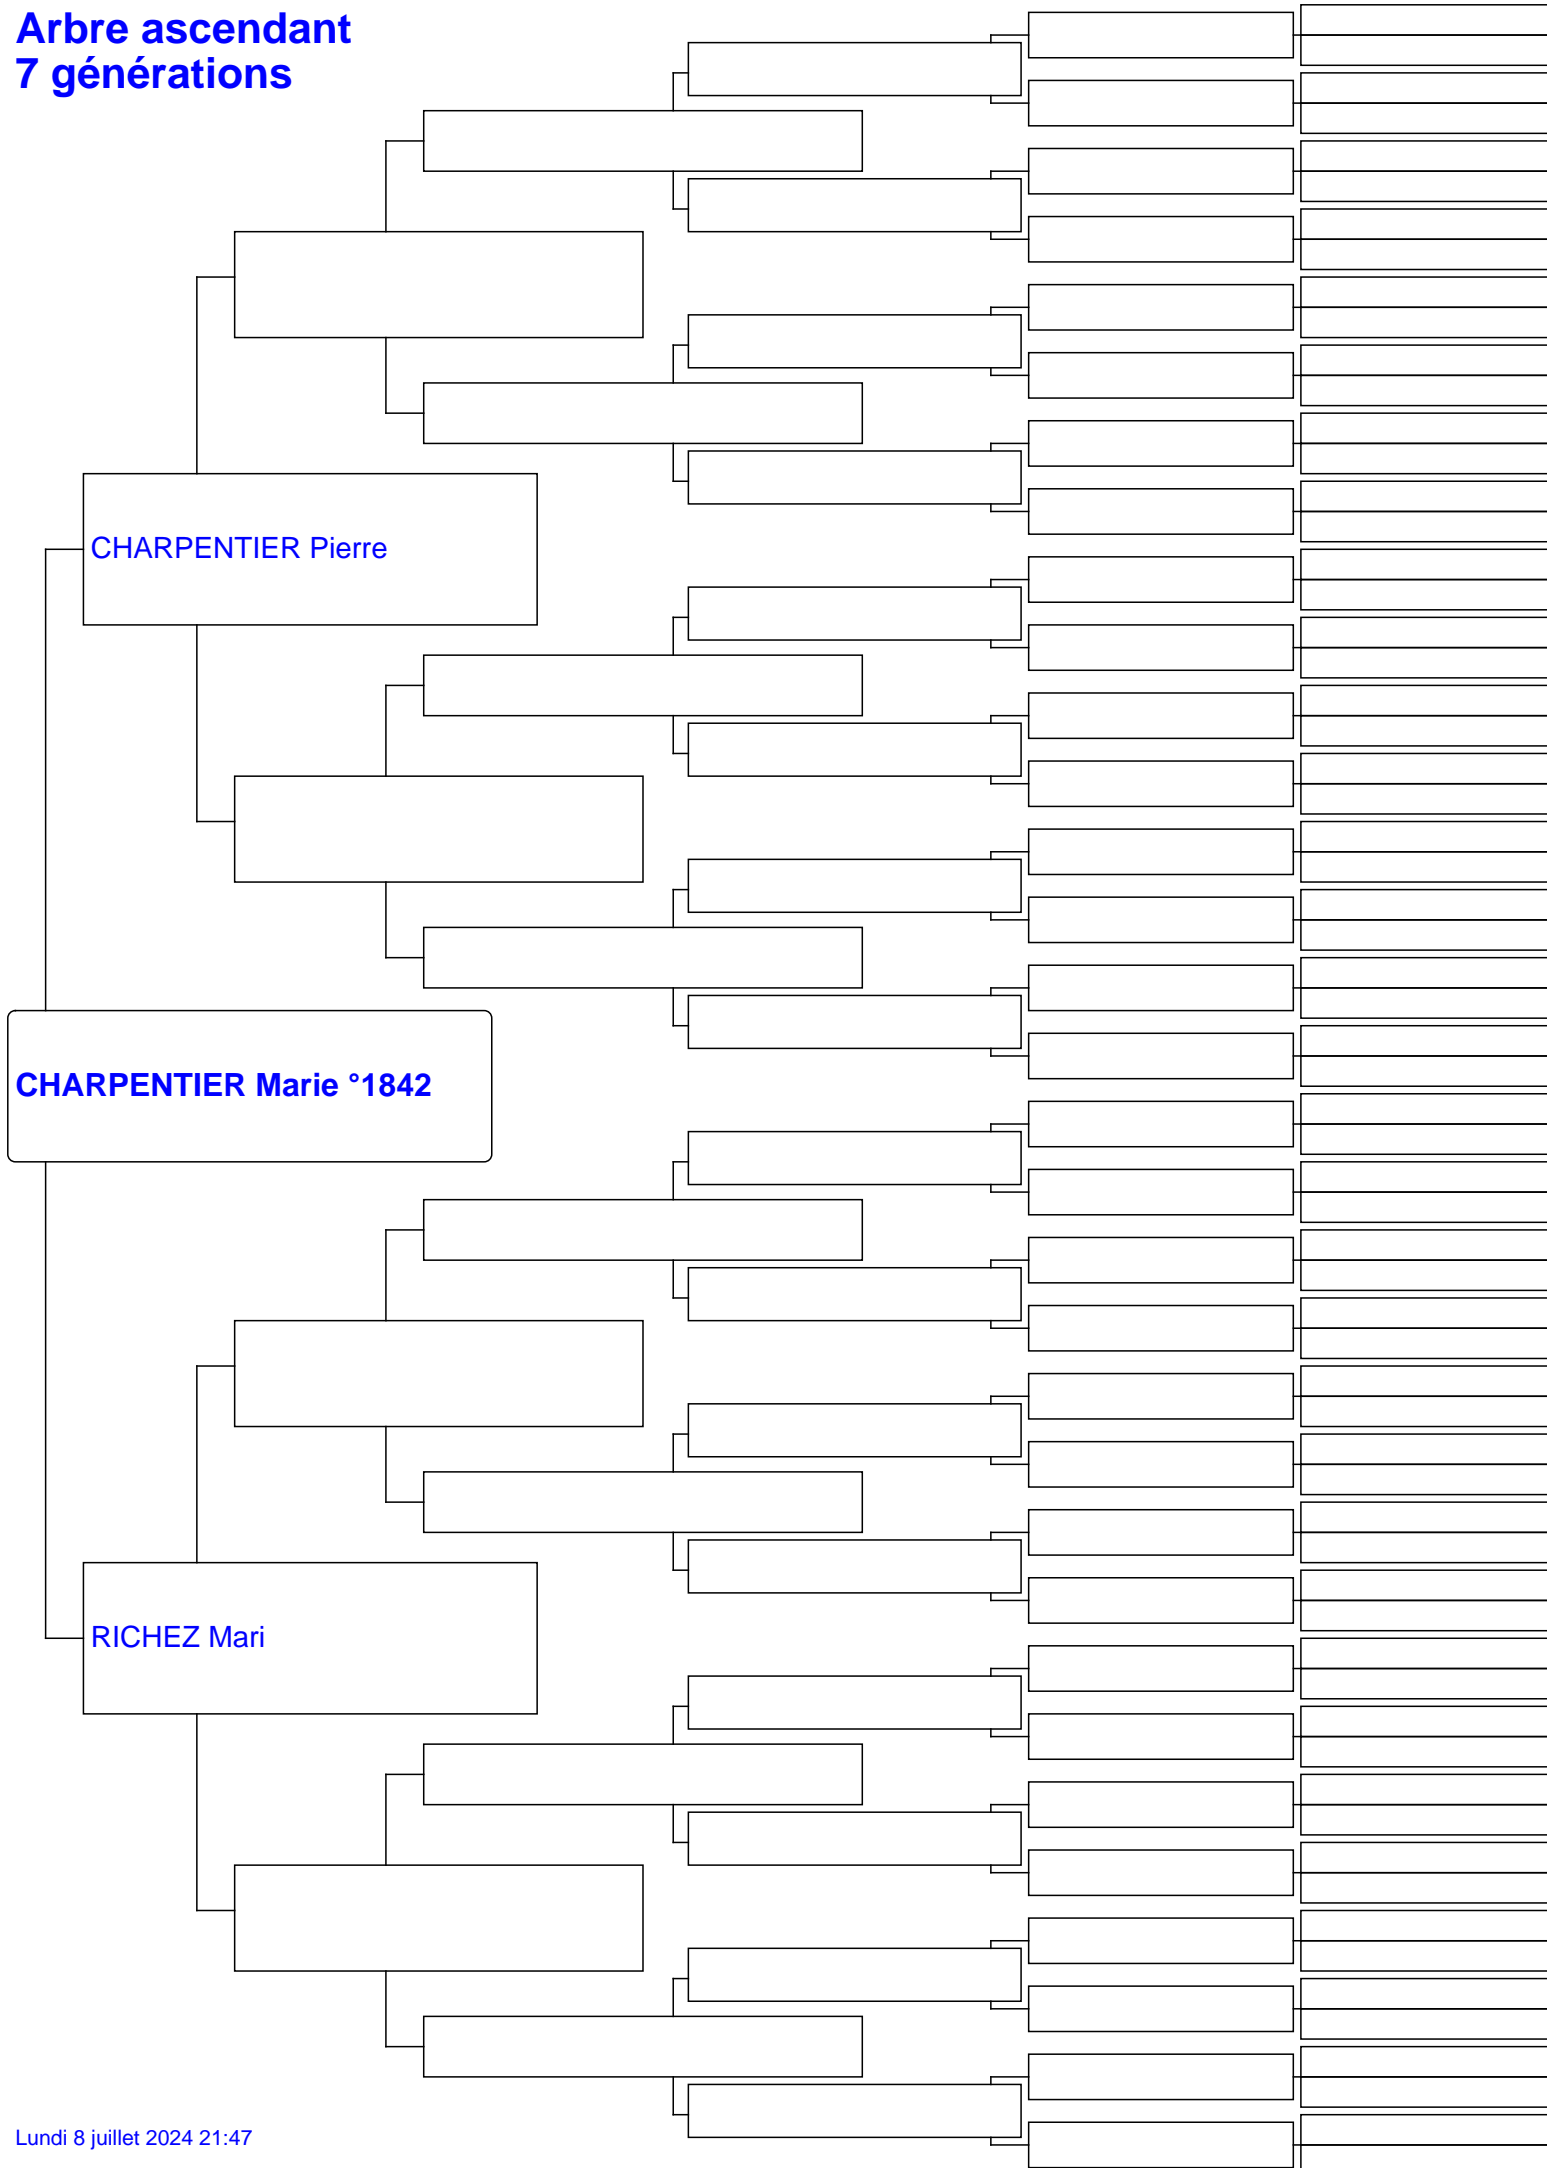 Arbre ascendant
7 générations
CHARPENTIER Pierre
CHARPENTIER Marie °1842
RICHEZ Mari
Lundi 8 juillet 2024 21:47